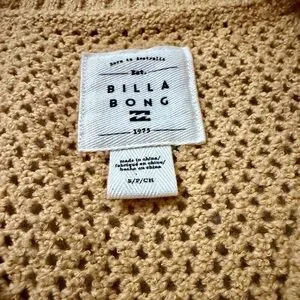 Born in Australia
Est.
BILLA
BONG
1973
made in china/
fabriqué en chine/
hecho en china
S/P/CH